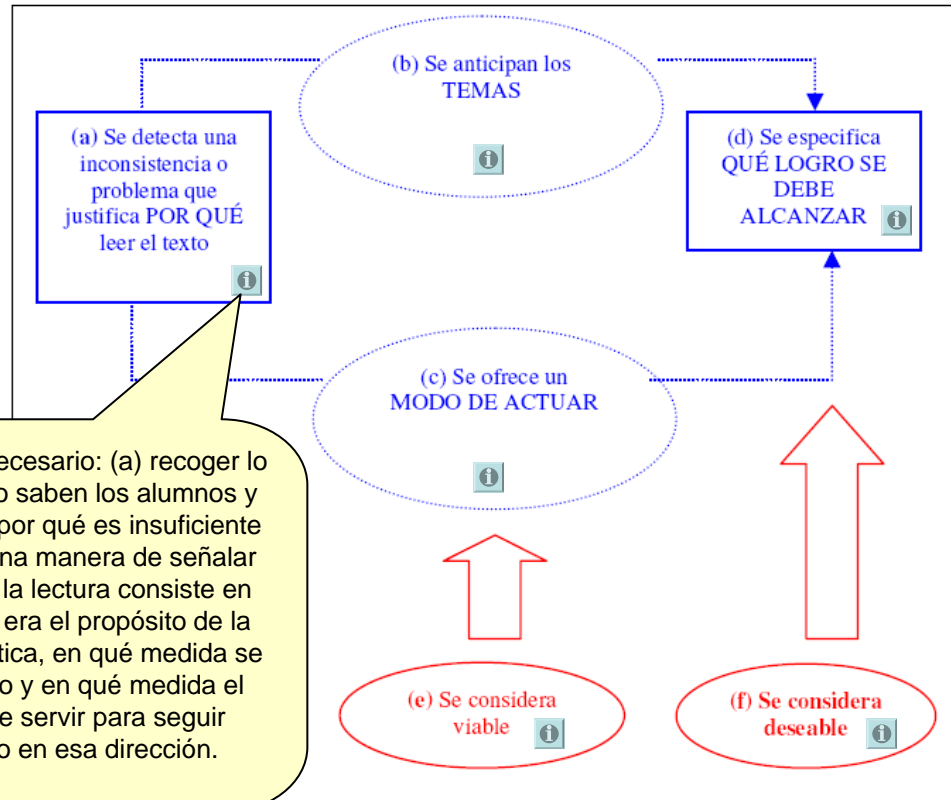 (b) Se anticipan los
TEMAS
(a) Se detecta una
inconsistencia o
problema que
justifica POR QUÉ
leer el texto
(d) Se especifica
QUÉ LOGRO SE
DEBE
ALCANZAR
(c) Se ofrece un
MODO DE ACTUAR
(e) Se considera
viable
(f) Se considera
deseable
: (a) recoger lo
saben los alumnos y
por qué es insuficiente
na manera de señalar
la lectura consiste en
era el propósito de la
en qué medida se
o y en qué medida el
e servir para seguir
o en esa dirección.